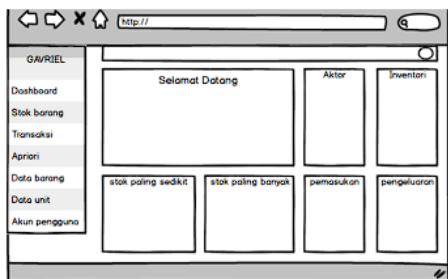 http://
GAVRIEL
Dashboard
Stok barang
Transaksi
Apriori
Data barang
Data unit
Akun pengguna
Selamat Datang
Aktor
Inventori
stok paling sedikit
stok paling banyak
pemasukan
pengeluaran